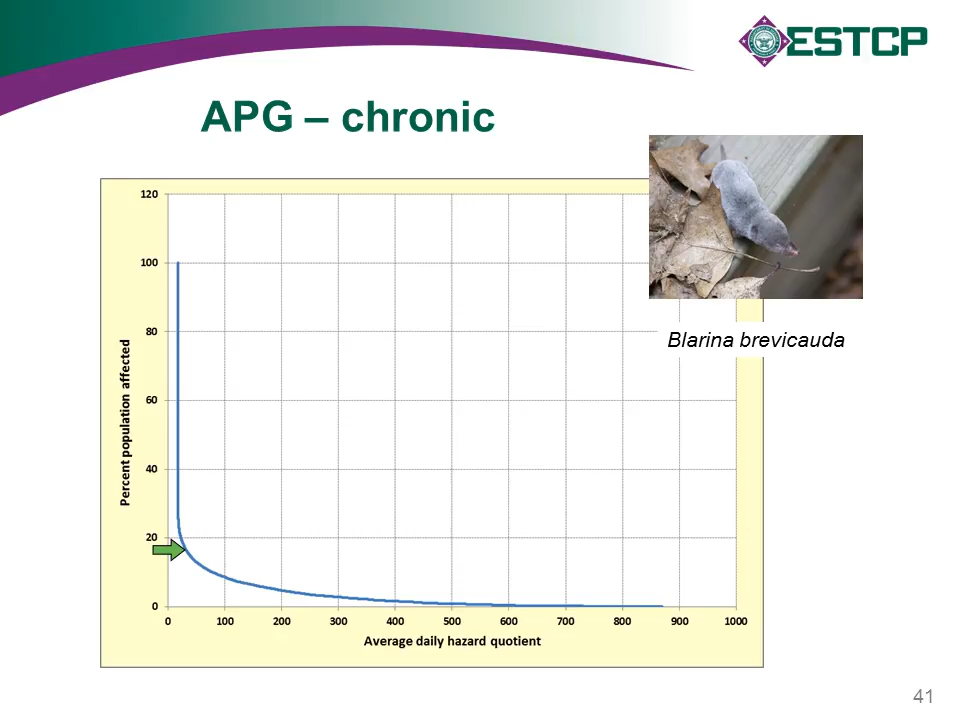 ESTCP
APG – chronic
120
100
80
60
40
20
0
Percent population affected
0 100 200 300 400 500 600 700 800 900 1000
Average daily hazard quotient
Blarina brevicauda
41